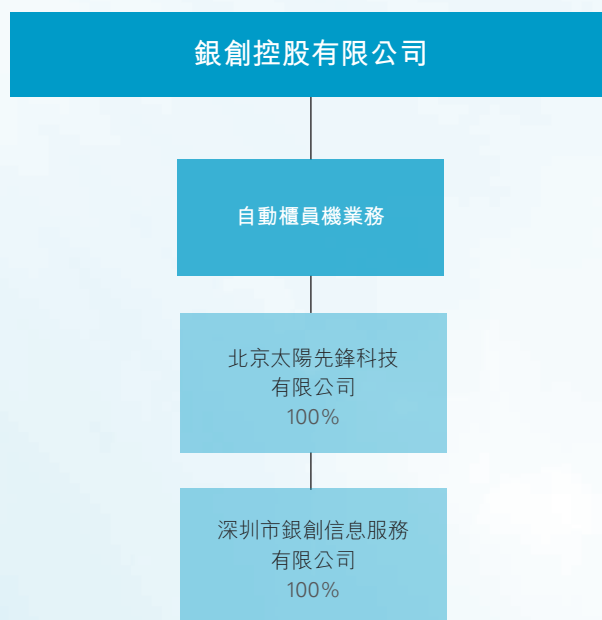 銀創控股有限公司
自動櫃員機業務
北京太陽先鋒科技
有限公司
100%
深圳市銀創信息服務
有限公司
100%